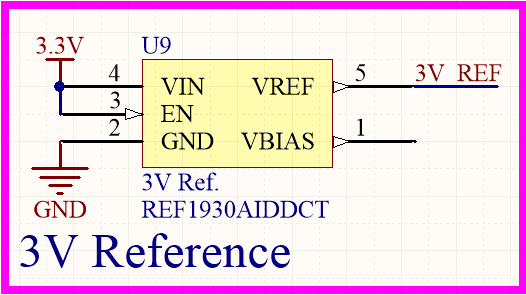 3.3V
U9
4
VIN
VREF
5
3V_REF
3
EN
2
GND
VBIAS
1
3V Ref.
GND
REF1930AIDDCT
3V Reference